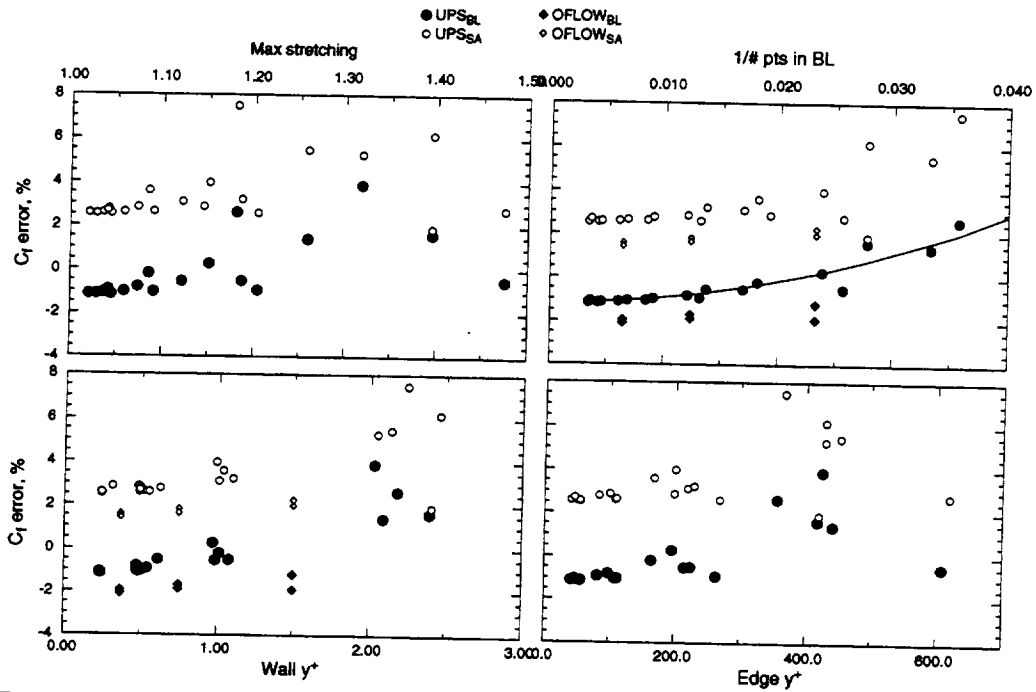 UPS_BL OFLOW_BL
UPS_SA OFLOW_SA
Max stretching
1.00 1.10 1.20 1.30 1.40 1.50
1/# pts in BL
0.000 0.010 0.020 0.030 0.040
8
6
4
2
0
-2
-4
C_f error, %
8
6
4
2
0
-2
-4
C_f error, %
0.00 1.00 2.00 3.00
Wall y^+
0.0 200.0 400.0 600.0
Edge y^+